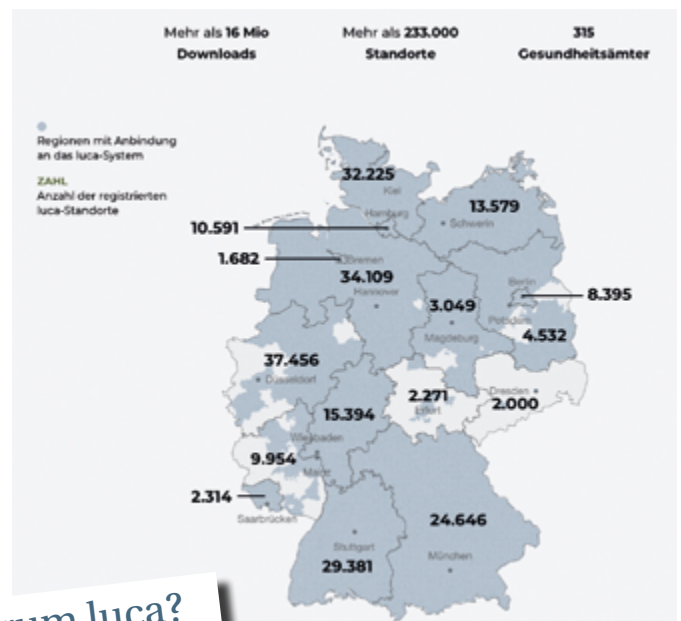 Mehr als 16 Mio
Downloads
Mehr als 233.000
Standorte
315
Gesundheitsämter
Regionen mit Anbindung
an das luca-System
ZAHL
Anzahl der registrierten
luca-Standorte
32.225
Kiel
13.579
Schwerin
Hamburg
10.591
1.682
Bremen
34.109
Hannover
Berlin
8.395
Potsdam
3.049
Magdeburg
4.532
37.456
Düsseldorf
2.271
Erfurt
Dresden
2.000
15.394
Wiesbaden
9.954
Mainz
2.314
Saarbrücken
24.646
Stuttgart
München
29.381
luca?